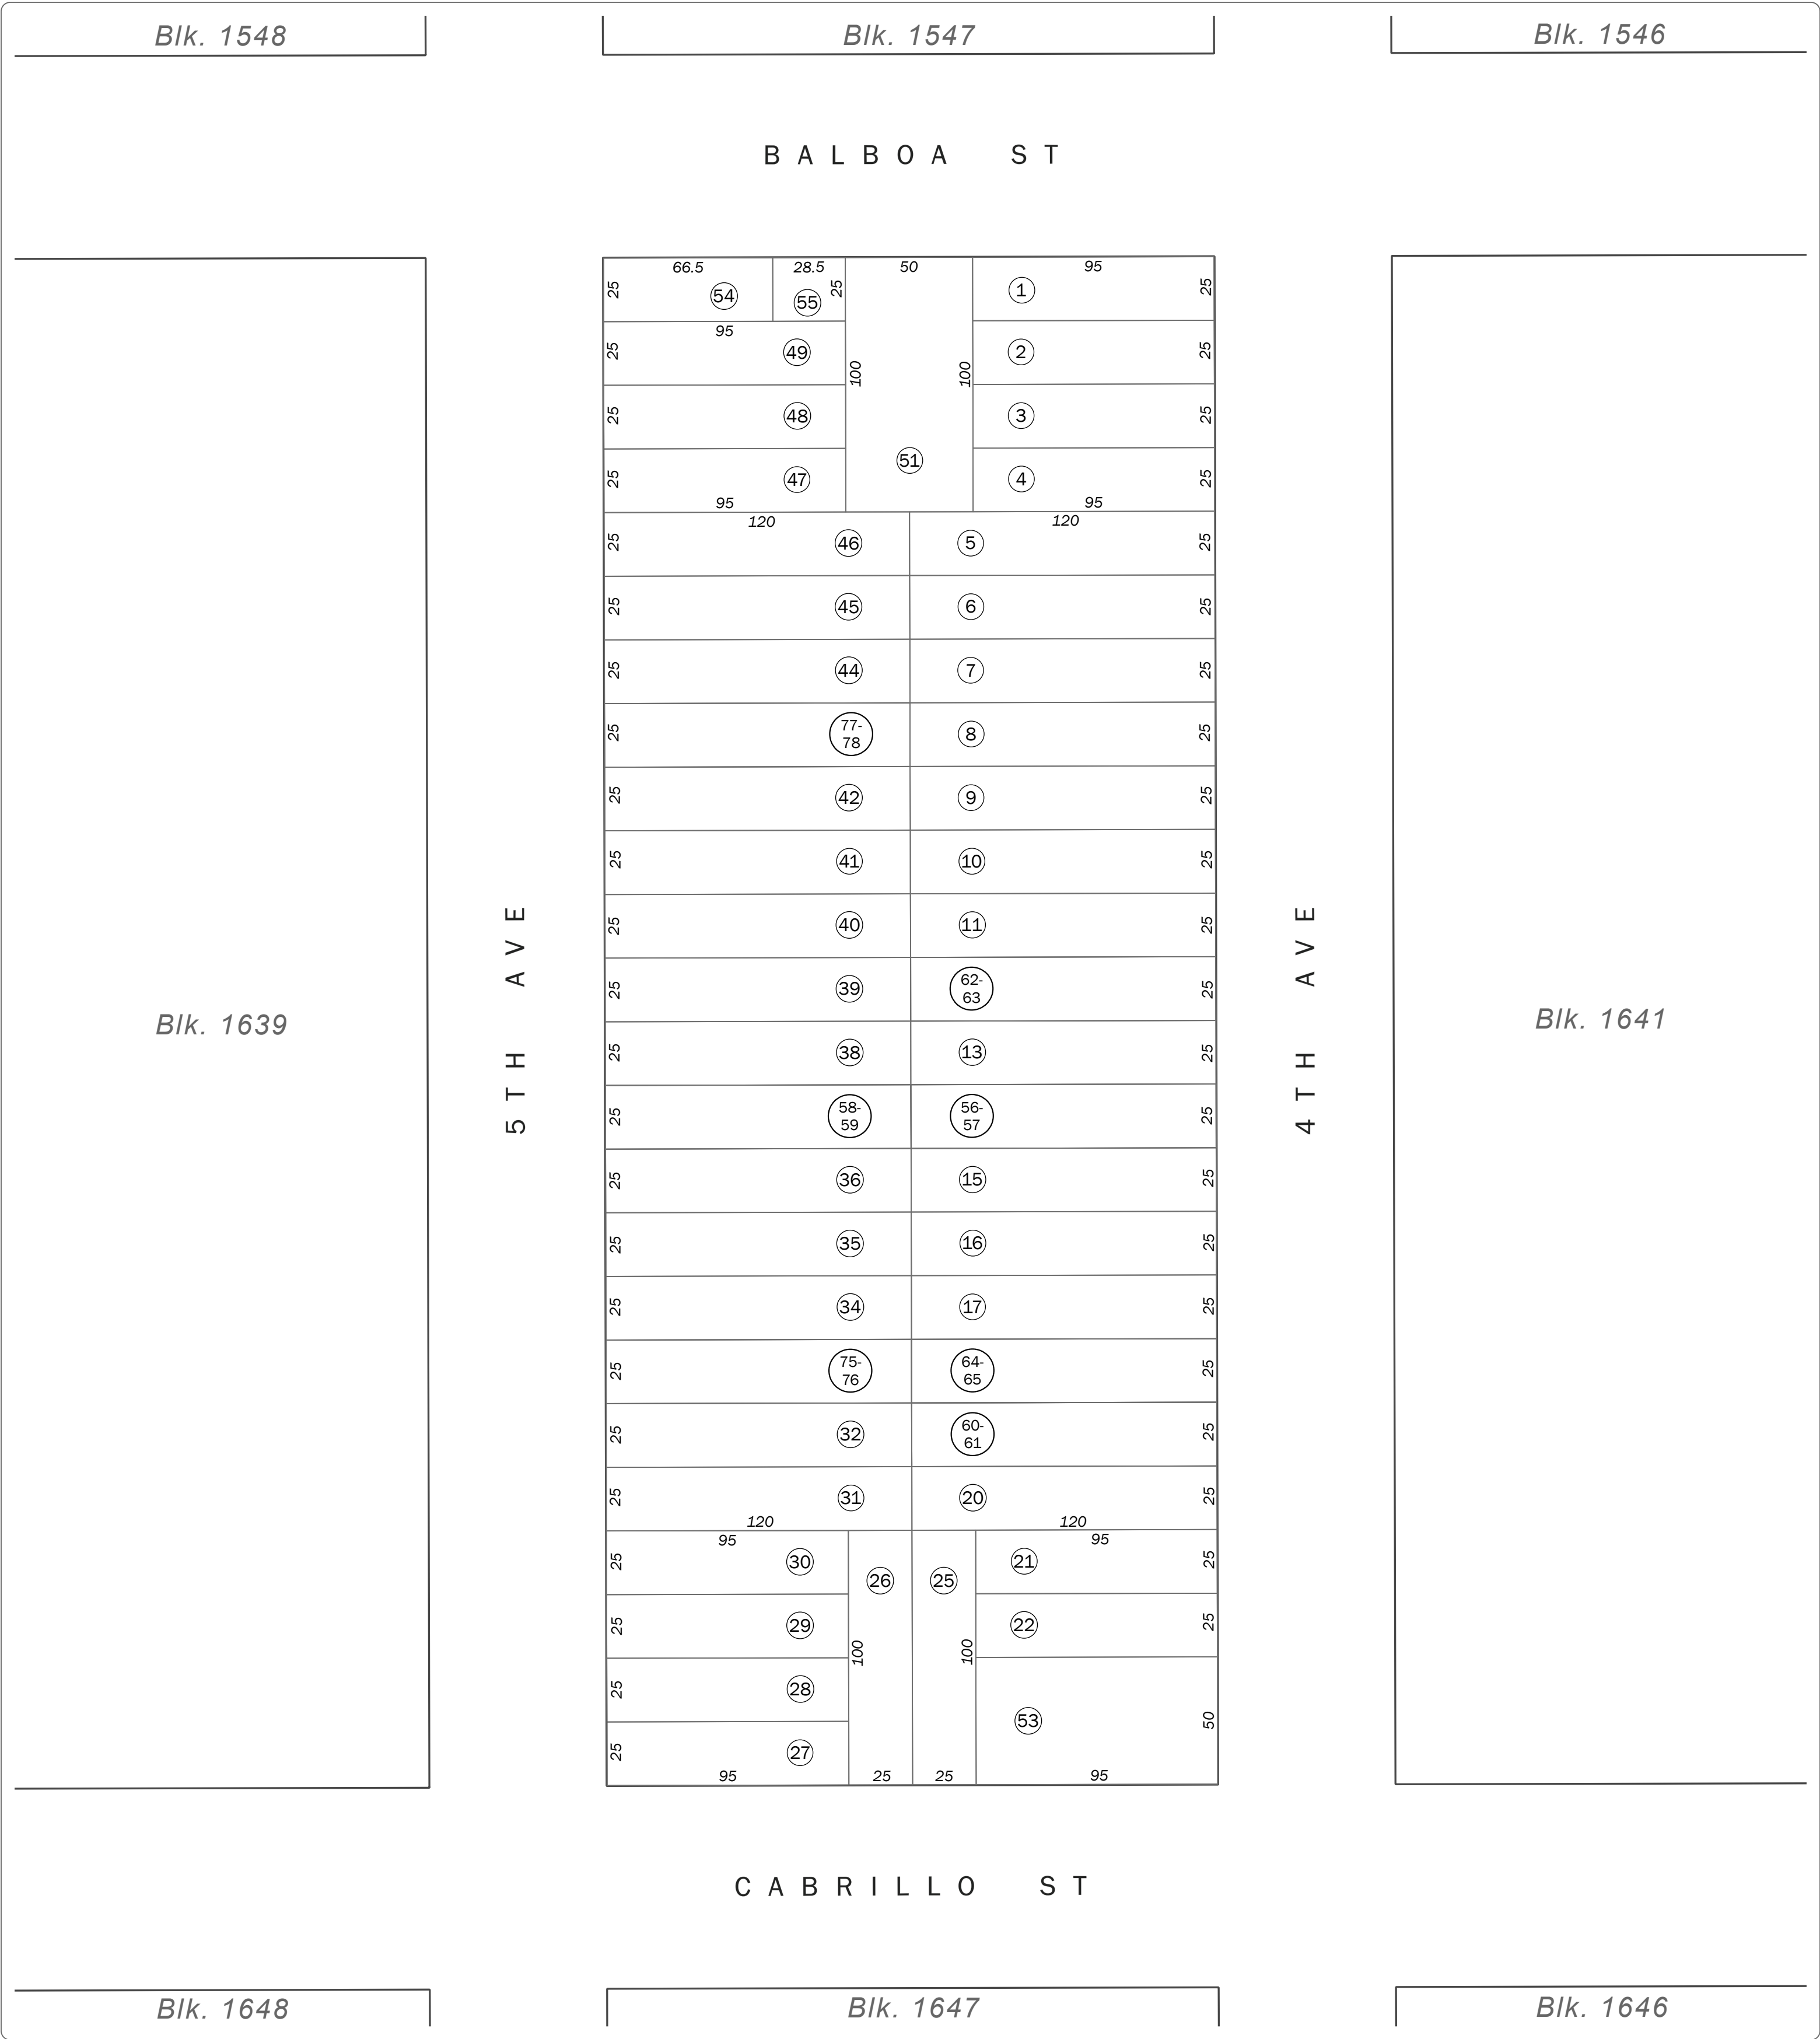 Blk. 1548
Blk. 1547
Blk. 1546
BALBOA ST
66.5 28.5 50 95
25 54 55 25 1 25
95
25 49 2 25
100 100
25 48 3 25
51
25 47 4 25
95 95
120 120
25 46 5 25
25 45 6 25
25 44 7 25
25 77-
78 8 25
25 42 9 25
25 41 10 25
25 40 11 25
5TH AVE
4TH AVE
25 39 62-
63 25
Blk. 1639
Blk. 1641
25 38 13 25
25 58-
59 56-
57 25
25 36 15 25
25 35 16 25
25 34 17 25
25 75-
76 64-
65 25
25 32 60-
61 25
25 31 20 25
120 120
95 95
25 30 26 25 21 25
25 29 22 25
100 100
25 28
53 50
25 27
95 25 25 95
CABRILLO ST
Blk. 1648
Blk. 1647
Blk. 1646